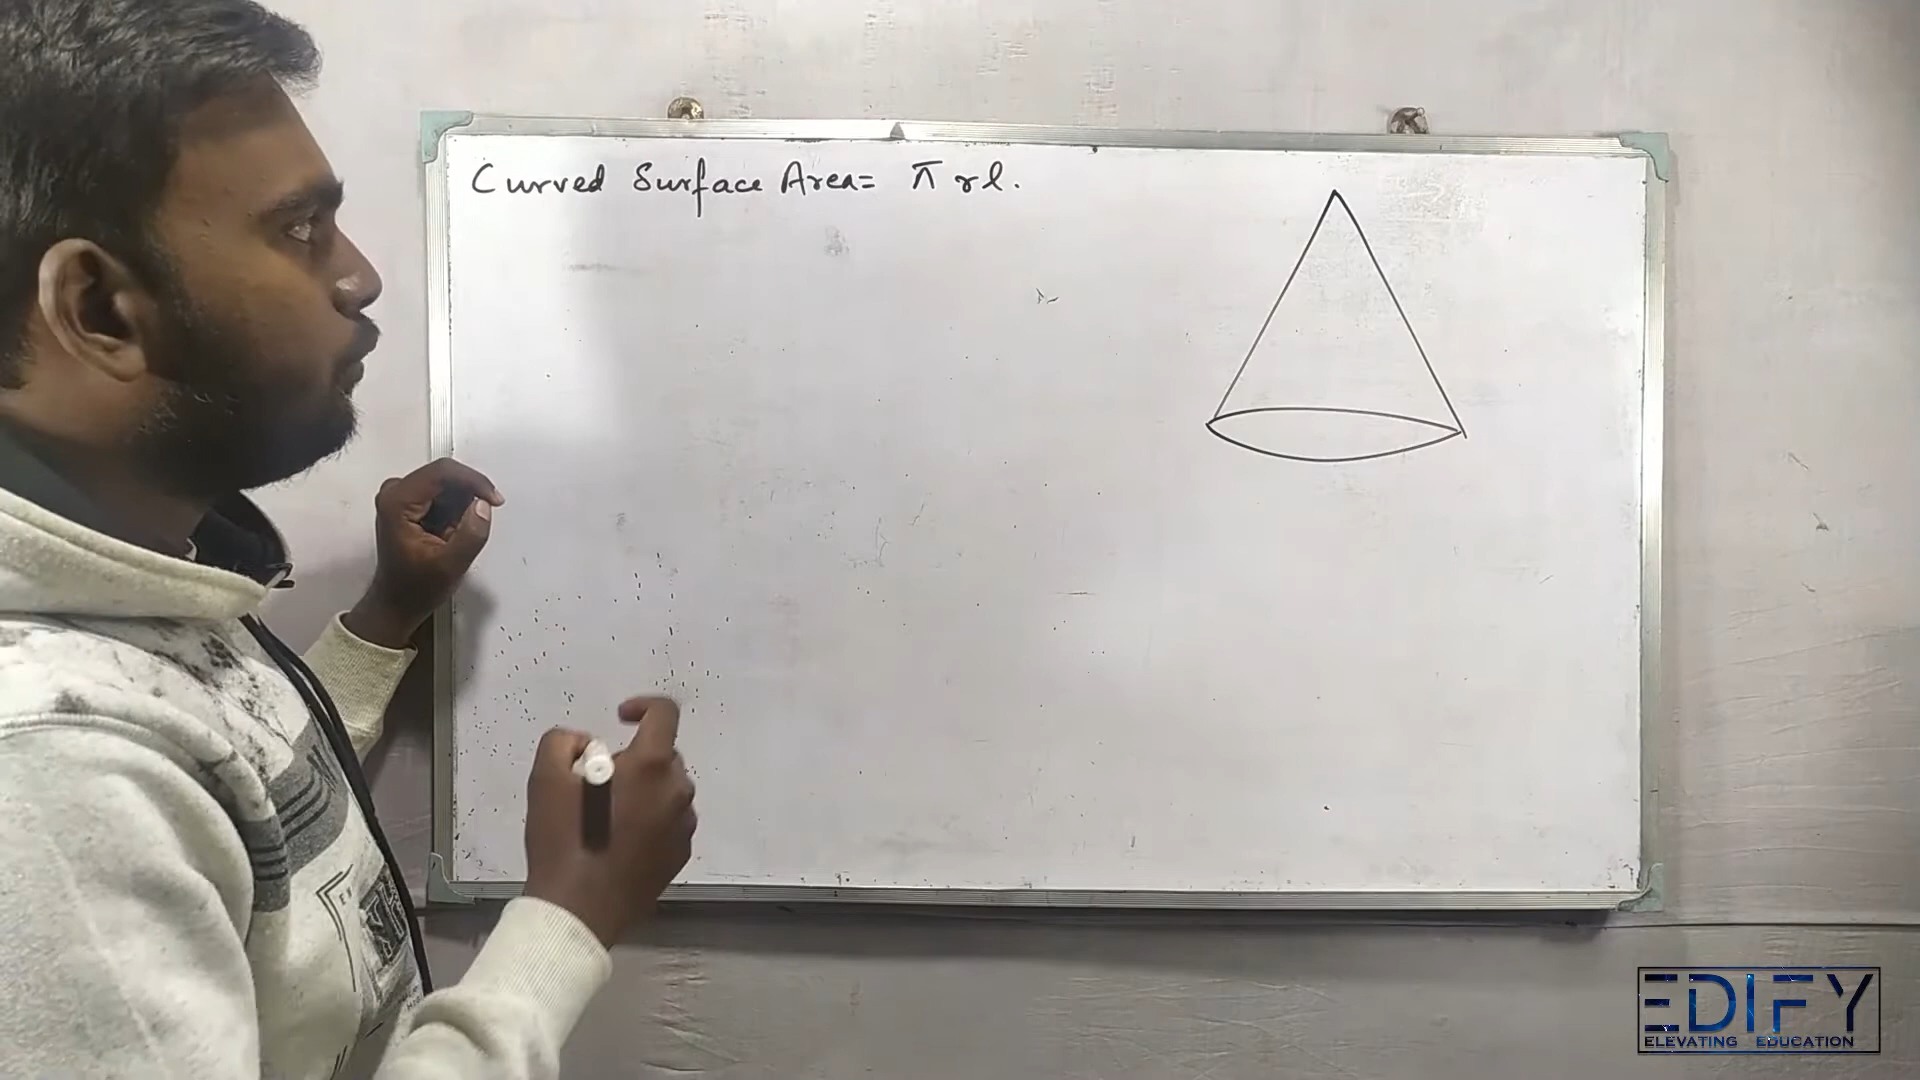 Curved Surface Area = π r l.
EDIFY
ELEVATING EDUCATION